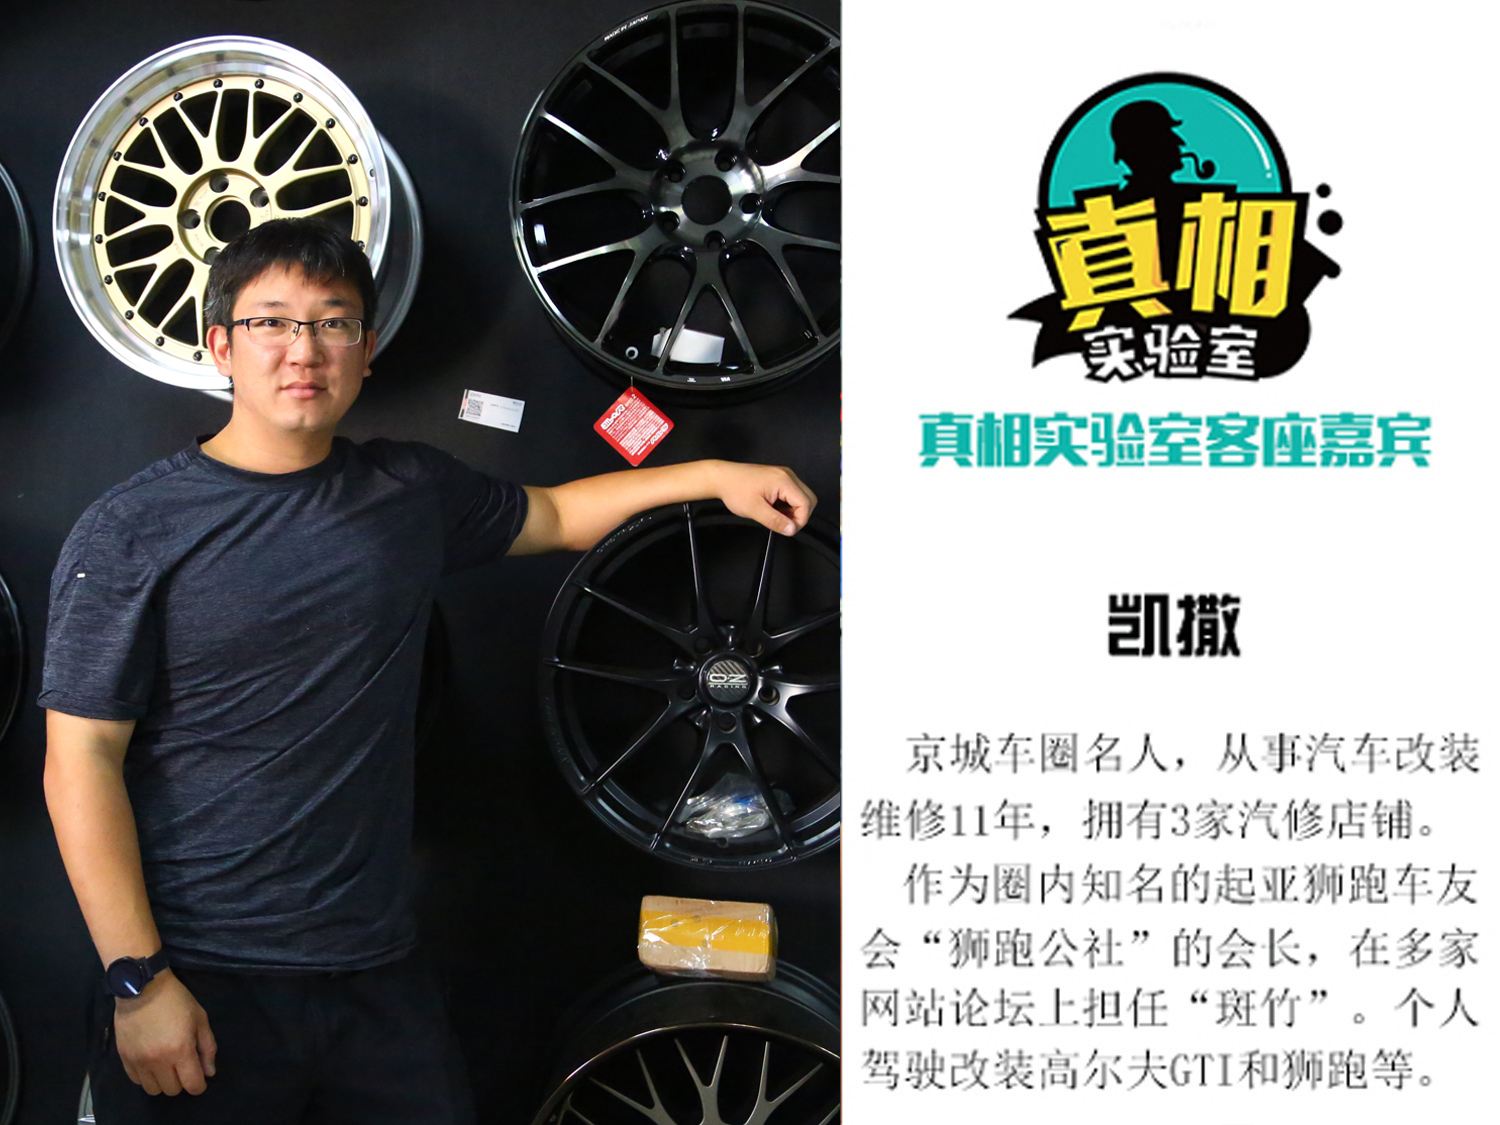 MADE IN JAPAN
OZ
RACING
真相
实验室
真相实验室客座嘉宾
凯撒
京城车圈名人，从事汽车改装
维修11年，拥有3家汽修店铺。
作为圈内知名的起亚狮跑车友
会“狮跑公社”的会长，在多家
网站论坛上担任“斑竹”。个人
驾驶改装高尔夫GTI和狮跑等。